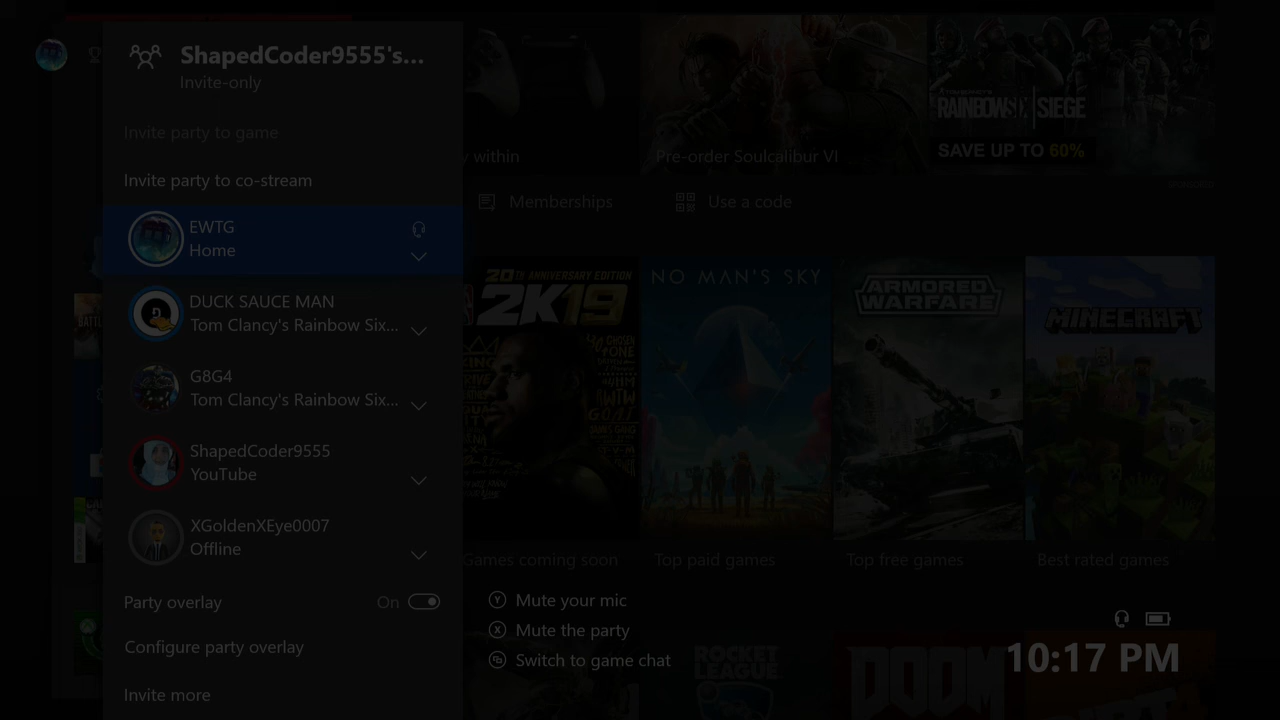 ShapedCoder9555's...
Invite-only
Invite party to game
Invite party to co-stream
EWTG
Home
DUCK SAUCE MAN
Tom Clancy's Rainbow Six...
G8G4
Tom Clancy's Rainbow Six...
ShapedCoder9555
YouTube
XGoldenXEye0007
Offline
Party overlay
On
Configure party overlay
Invite more
within
Pre-order Soulcalibur VI
RAINBOW SIX SIEGE
SAVE UP TO 60%
Memberships
Use a code
20TH ANNIVERSARY EDITION
2K19
NO MAN'S SKY
ARMORED
WARFARE
MINECRAFT
Games coming soon
Top paid games
Top free games
Best rated games
Y Mute your mic
X Mute the party
Switch to game chat
ROCKET
LEAGUE
DOOM
10:17 PM